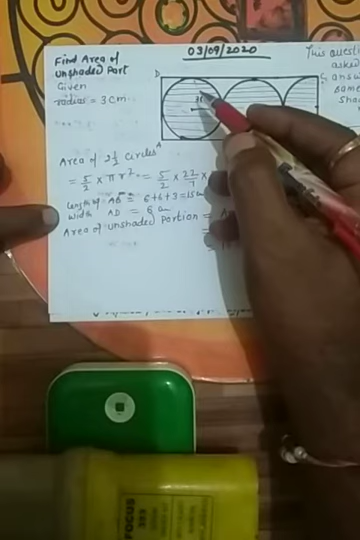 03/09/2020
Find Area of
unshaded Part
Given
radius = 3 cm
This questi
asked
ans
same
Sha
D
C
A
Area of 2½ circles
= 5/2 × π r² = 5/2 × 22/7 ×
Length of AB = 6+6+3 = 15 cm
width AD = 6 cm
Area of unshaded portion =
=
FOCUS